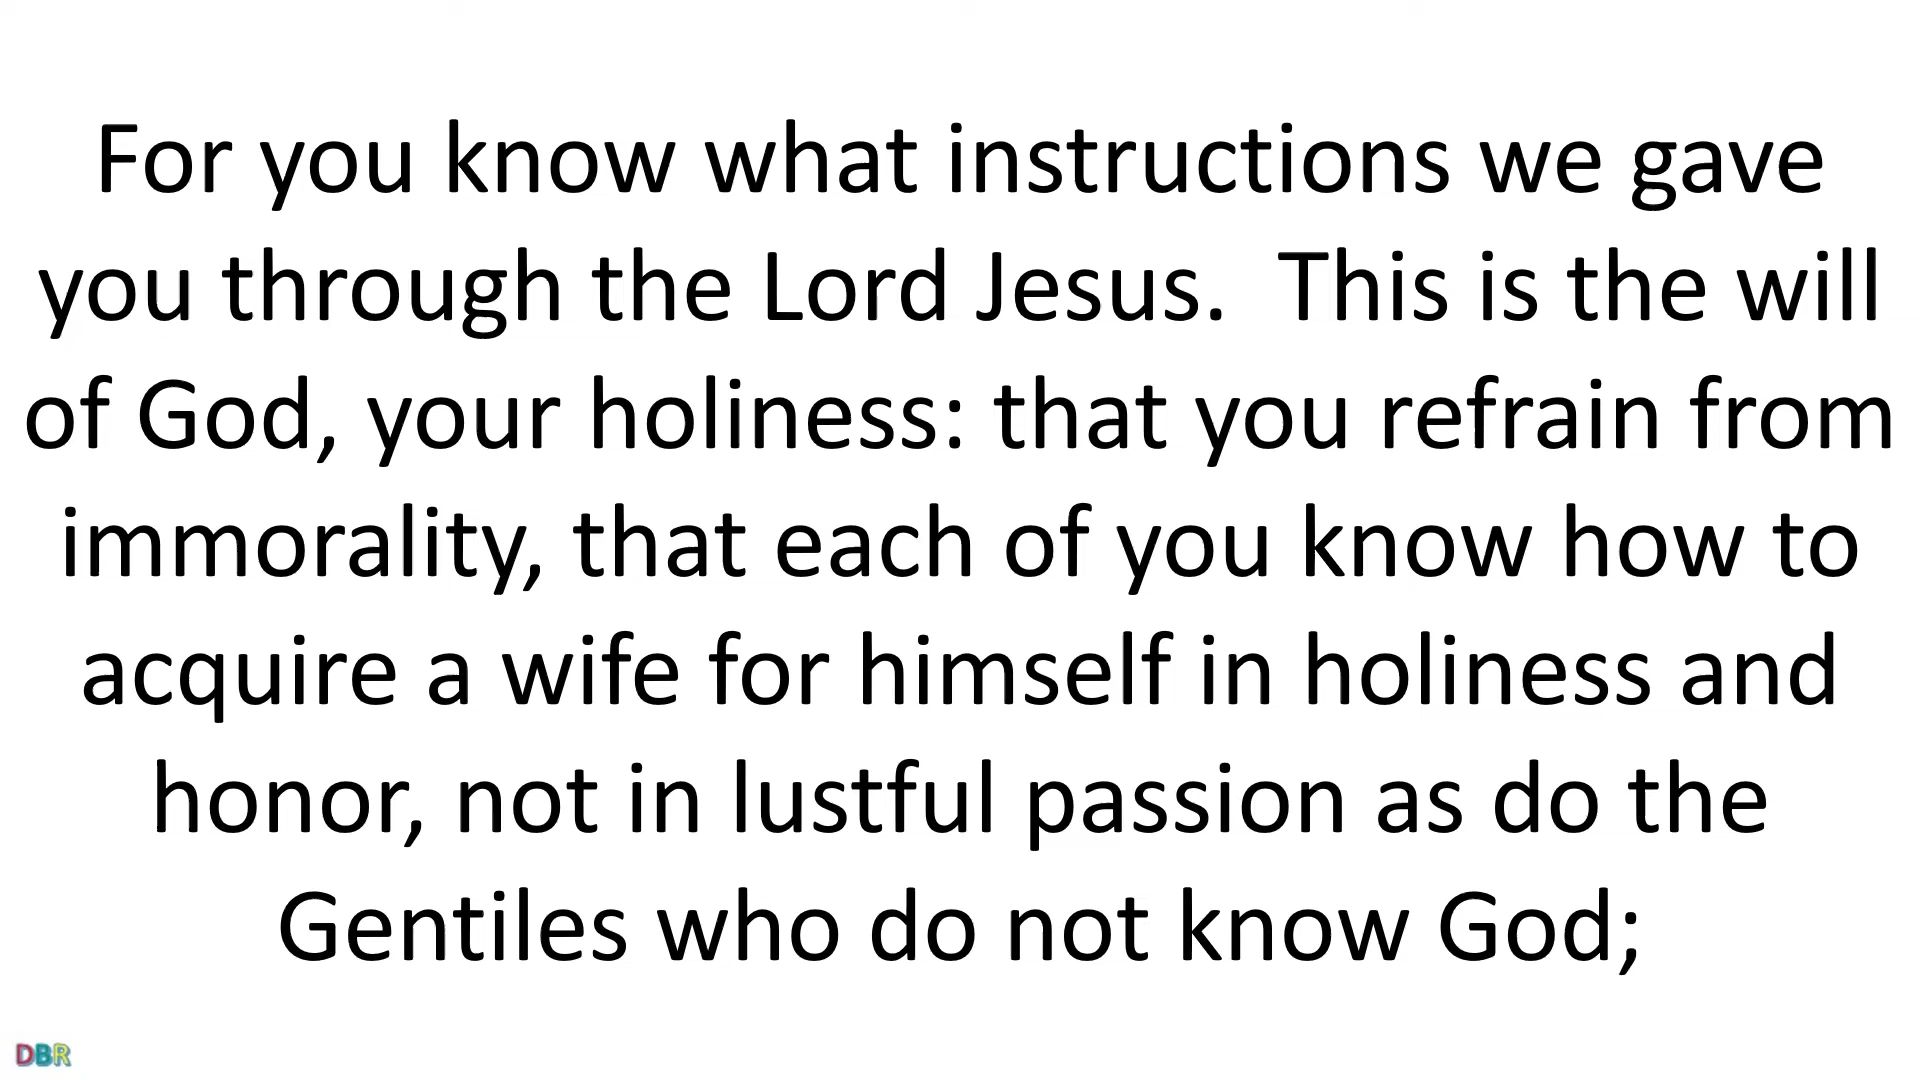 For you know what instructions we gave
you through the Lord Jesus.  This is the will
of God, your holiness: that you refrain from
immorality, that each of you know how to
acquire a wife for himself in holiness and
honor, not in lustful passion as do the
Gentiles who do not know God;
DBR